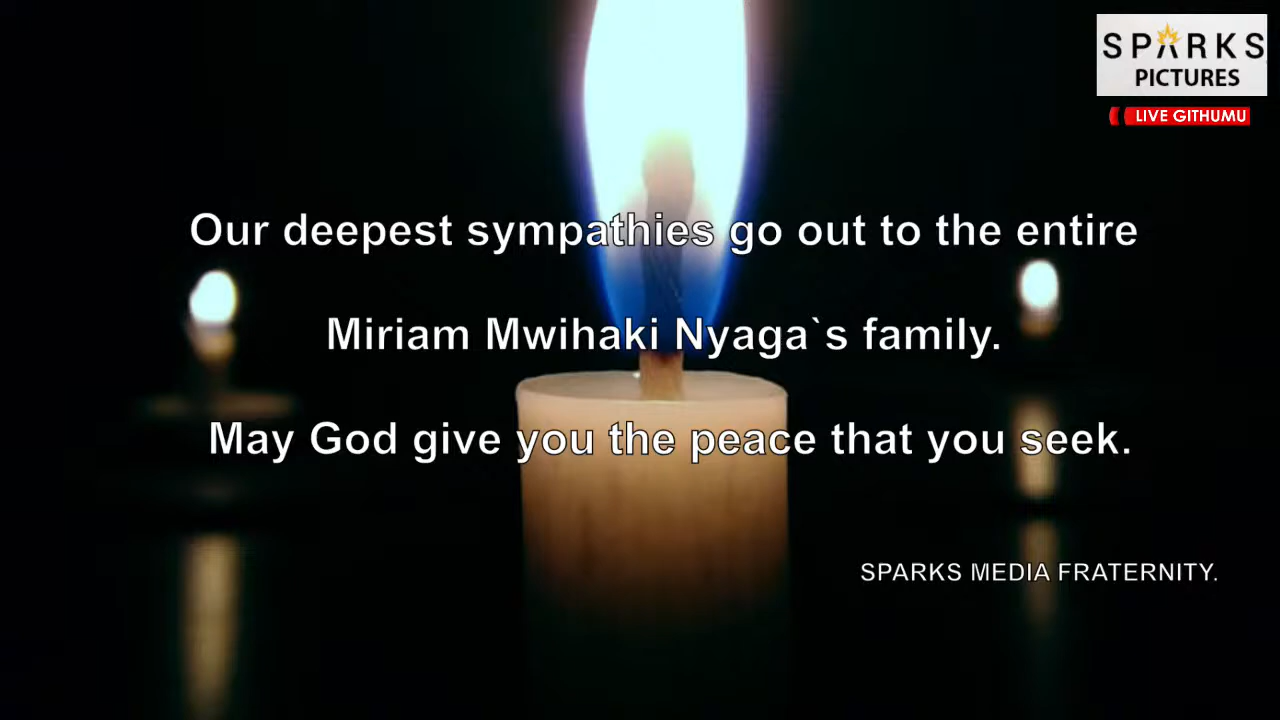 SPARKS
PICTURES
LIVE GITHUMU
Our deepest sympathies go out to the entire
Miriam Mwihaki Nyaga`s family.
May God give you the peace that you seek.
SPARKS MEDIA FRATERNITY.